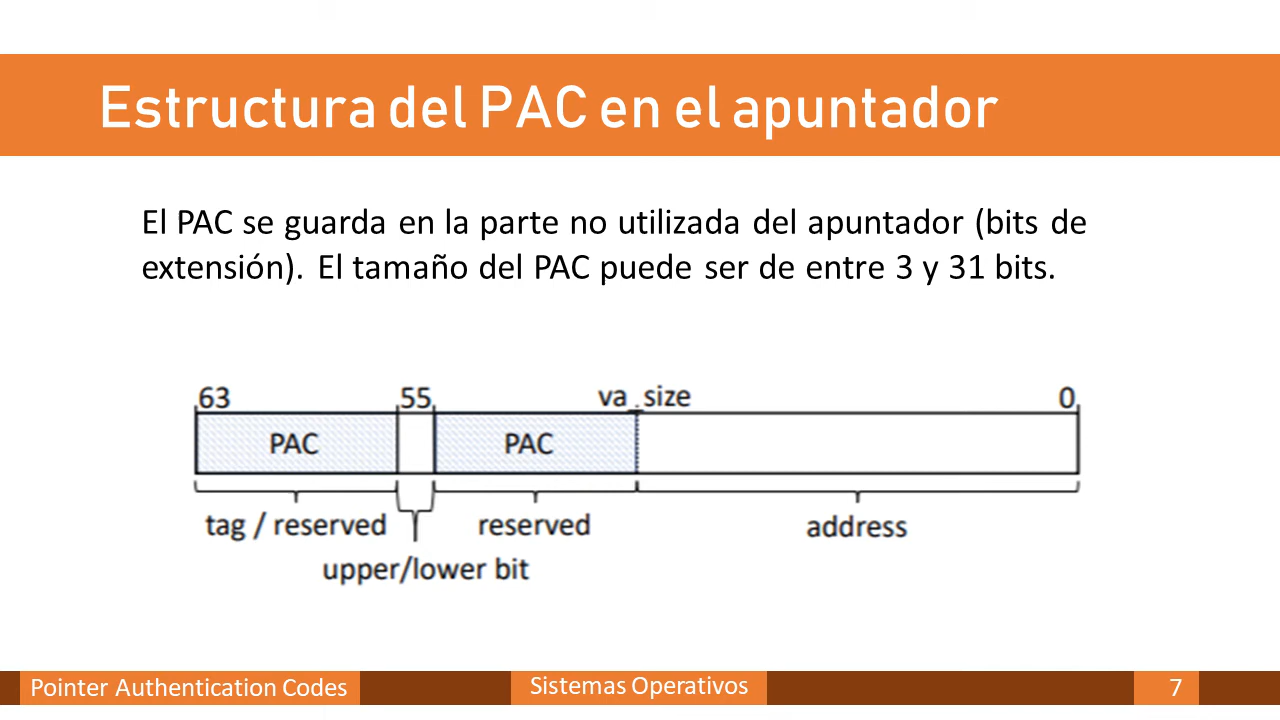 Estructura del PAC en el apuntador
El PAC se guarda en la parte no utilizada del apuntador (bits de
extensión). El tamaño del PAC puede ser de entre 3 y 31 bits.
63 55 va_size 0
PAC PAC
tag / reserved reserved address
upper/lower bit
Pointer Authentication Codes Sistemas Operativos 7